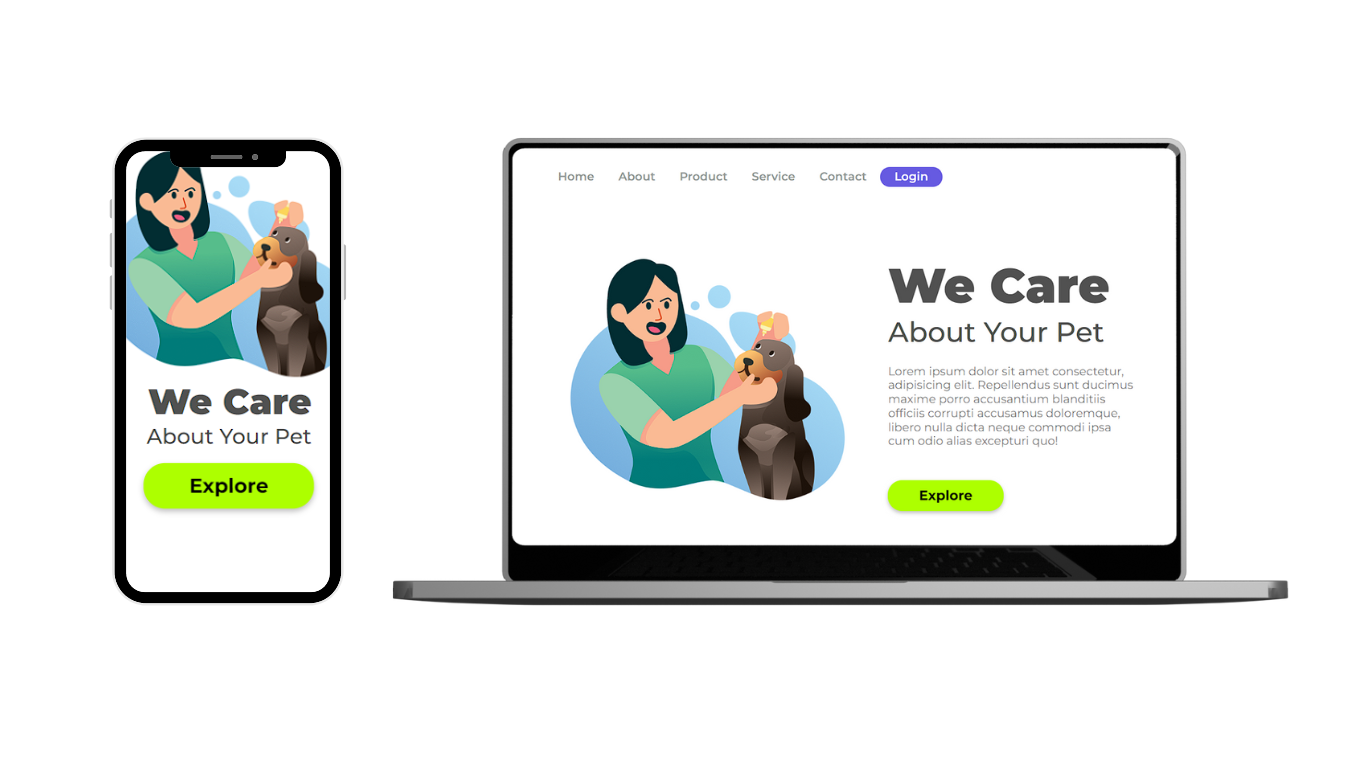 We Care
About Your Pet
Explore
Home About Product Service Contact Login
We Care
About Your Pet
Lorem ipsum dolor sit amet consectetur,
adipisicing elit. Repellendus sunt ducimus
maxime porro accusantium blanditiis
officiis corrupti accusamus doloremque,
libero nulla dicta neque commodi ipsa
cum odio alias excepturi quo!
Explore